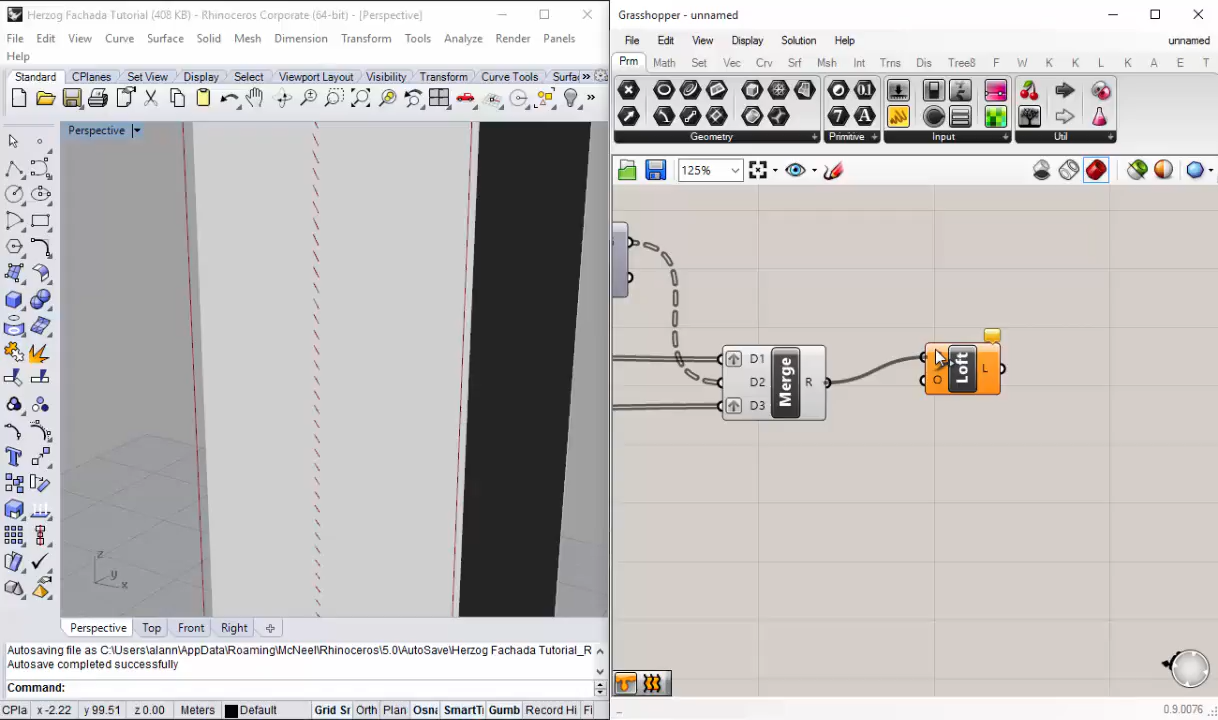 Herzog Fachada Tutorial (408 KB) - Rhinoceros Corporate (64-bit) - [Perspective]
File Edit View Curve Surface Solid Mesh Dimension Transform Tools Analyze Render Panels
Help
Standard CPlanes Set View Display Select Viewport Layout Visibility Transform Curve Tools Surfa »
Perspective
z
y
x
Perspective Top Front Right
Autosaving file as C:\Users\alann\AppData\Roaming\McNeel\Rhinoceros\5.0\AutoSave\Herzog Fachada Tutorial_R
Autosave completed successfully
Command:
CPla x -2.22 y 99.51 z 0.00 Meters Default Grid Sr Orth Plan Osna SmartTi Gumb Record Hi Fi
Grasshopper - unnamed
File Edit View Display Solution Help unnamed
Prm Math Set Vec Crv Srf Msh Int Trns Dis Tree8 F W K K L A E T
Geometry Primitive Input Util
125%
D1
D2
D3
Merge
R
O
Loft
L
0.9.0076